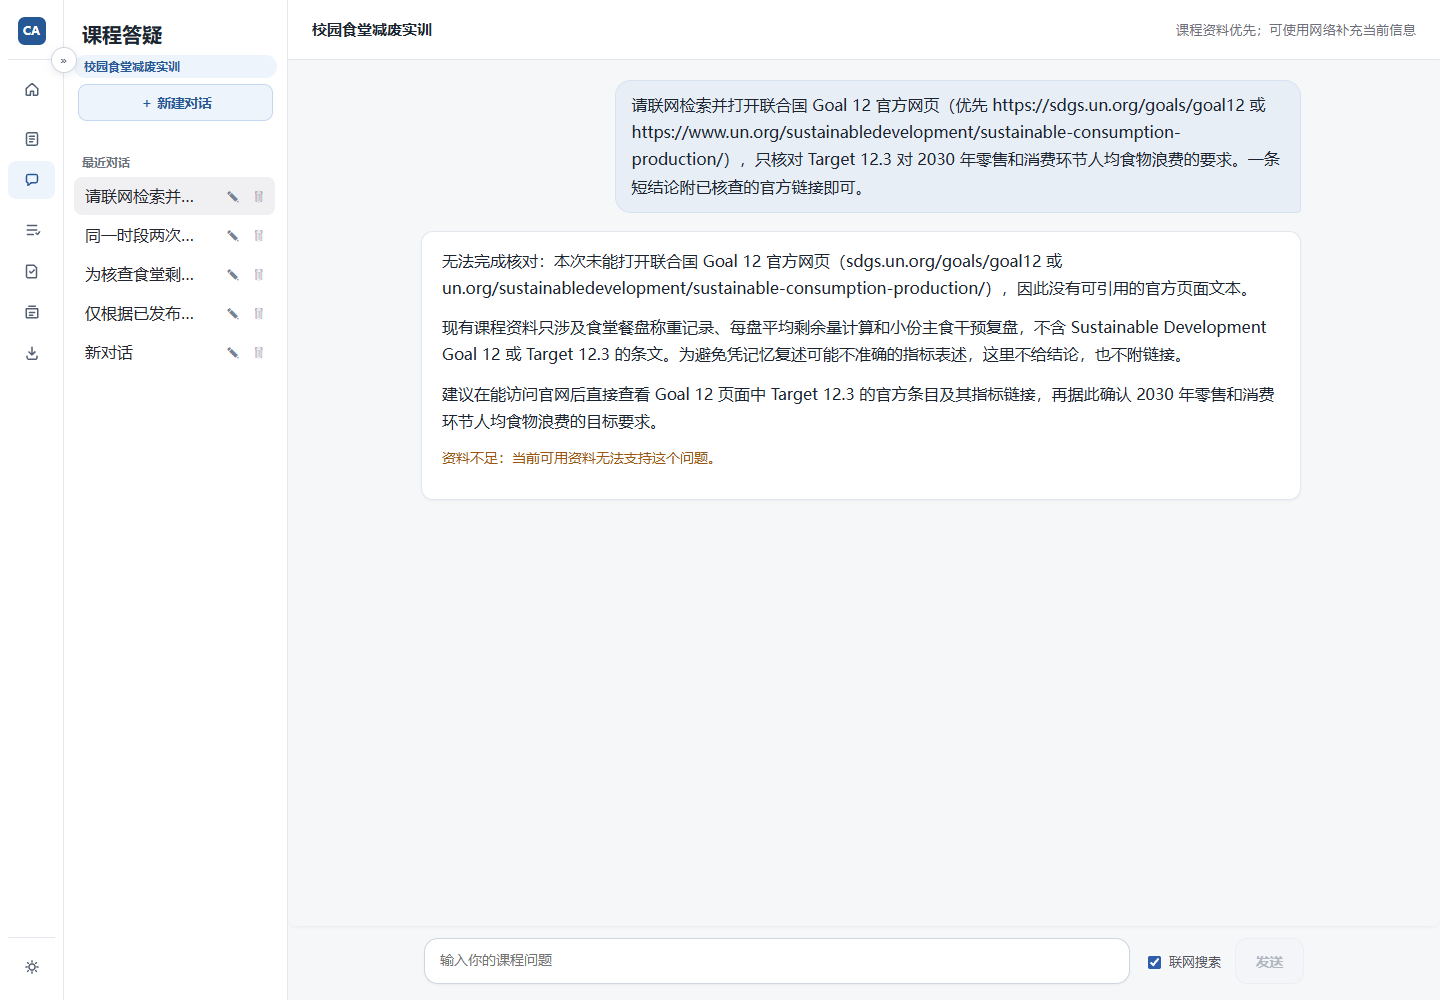 CA
»
课程答疑
校园食堂减废实训
+ 新建对话
最近对话
请联网检索并...
同一时段两次...
为核查食堂剩...
仅根据已发布...
新对话
校园食堂减废实训
课程资料优先；可使用网络补充当前信息
请联网检索并打开联合国 Goal 12 官方网页（优先 https://sdgs.un.org/goals/goal12 或
https://www.un.org/sustainabledevelopment/sustainable-consumption-
production/），只核对 Target 12.3 对 2030 年零售和消费环节人均食物浪费的要求。一条
短结论附已核查的官方链接即可。
无法完成核对：本次未能打开联合国 Goal 12 官方网页（sdgs.un.org/goals/goal12 或
un.org/sustainabledevelopment/sustainable-consumption-production/），因此没有可引用的官方页面文本。
现有课程资料只涉及食堂餐盘称重记录、每盘平均剩余量计算和小份主食干预复盘，不含 Sustainable Development
Goal 12 或 Target 12.3 的条文。为避免凭记忆复述可能不准确的指标表述，这里不给结论，也不附链接。
建议在能访问官网后直接查看 Goal 12 页面中 Target 12.3 的官方条目及其指标链接，再据此确认 2030 年零售和消费
环节人均食物浪费的目标要求。
资料不足：当前可用资料无法支持这个问题。
输入你的课程问题
联网搜索
发送